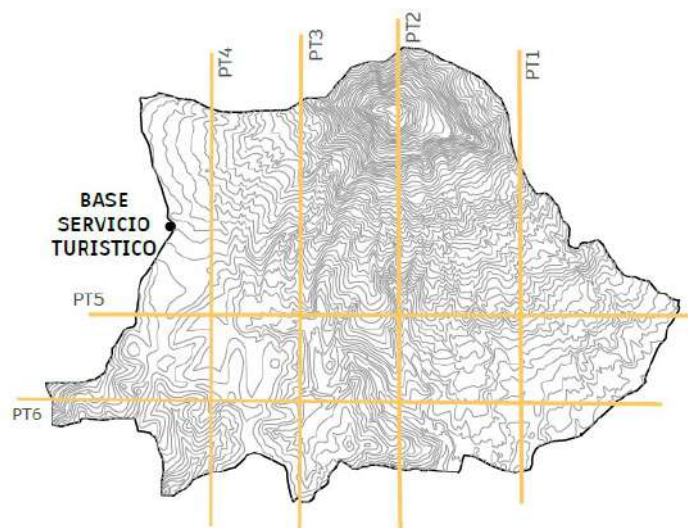 PT4
PT3
PT2
PT1
BASE
SERVICIO
TURISTICO
PT5
PT6